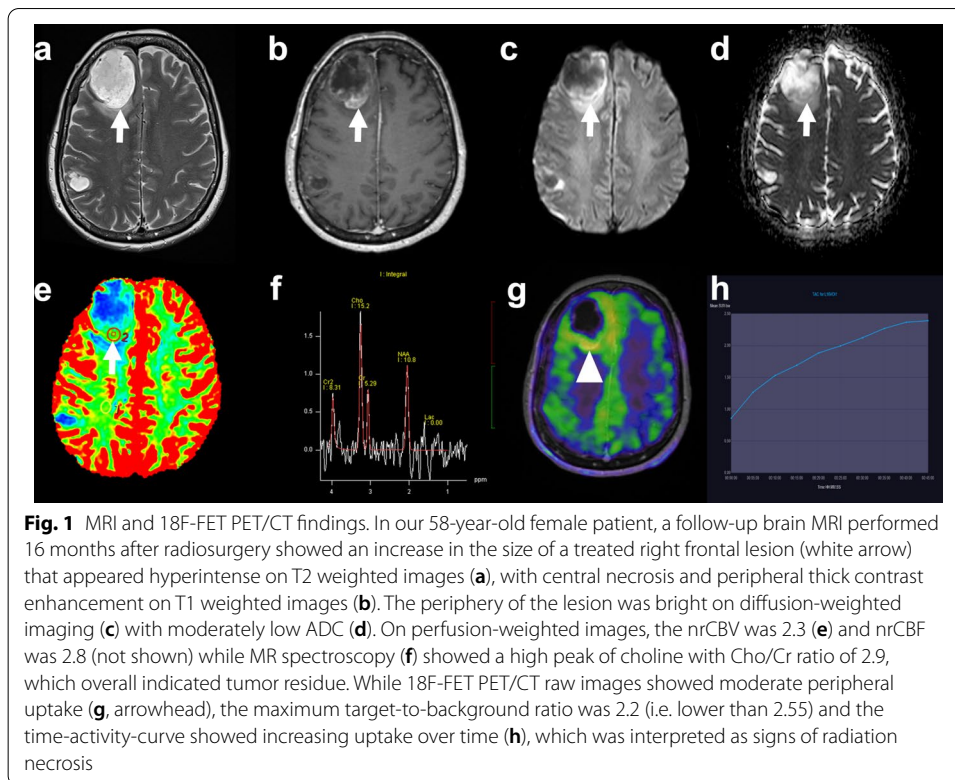 a
b
c
d
e
2
1
f
I : Integral
Cho
I : 15.2
NAA
I : 10.8
Cr2
I : 8.31
Cr
5.29
Lac
I : 0.00
1.5
1.0
0.5
0.0
4
3
2
1
ppm
g
h
Fig. 1 MRI and 18F-FET PET/CT findings. In our 58-year-old female patient, a follow-up brain MRI performed
16 months after radiosurgery showed an increase in the size of a treated right frontal lesion (white arrow)
that appeared hyperintense on T2 weighted images (a), with central necrosis and peripheral thick contrast
enhancement on T1 weighted images (b). The periphery of the lesion was bright on diffusion-weighted
imaging (c) with moderately low ADC (d). On perfusion-weighted images, the nrCBV was 2.3 (e) and nrCBF
was 2.8 (not shown) while MR spectroscopy (f) showed a high peak of choline with Cho/Cr ratio of 2.9,
which overall indicated tumor residue. While 18F-FET PET/CT raw images showed moderate peripheral
uptake (g, arrowhead), the maximum target-to-background ratio was 2.2 (i.e. lower than 2.55) and the
time-activity-curve showed increasing uptake over time (h), which was interpreted as signs of radiation
necrosis